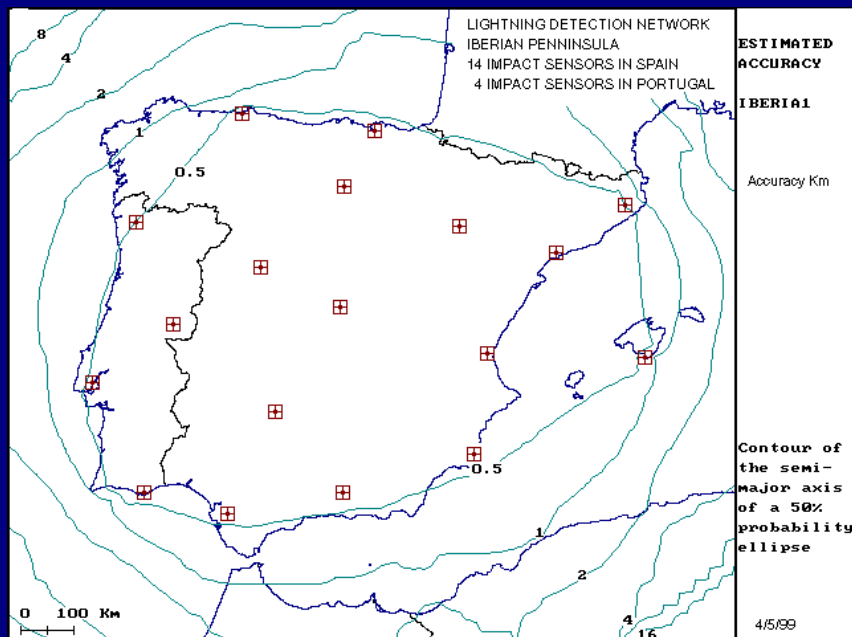 LIGHTNING DETECTION NETWORK
IBERIAN PENNINSULA
14 IMPACT SENSORS IN SPAIN
4 IMPACT SENSORS IN PORTUGAL
ESTIMATED
ACCURACY
IBERIA1
Accuracy Km
8
4
2
1
0.5
0.5
1
2
4
16
Contour of
the semi-
major axis
of a 50%
probability
ellipse
0 100 Km
4/5/99